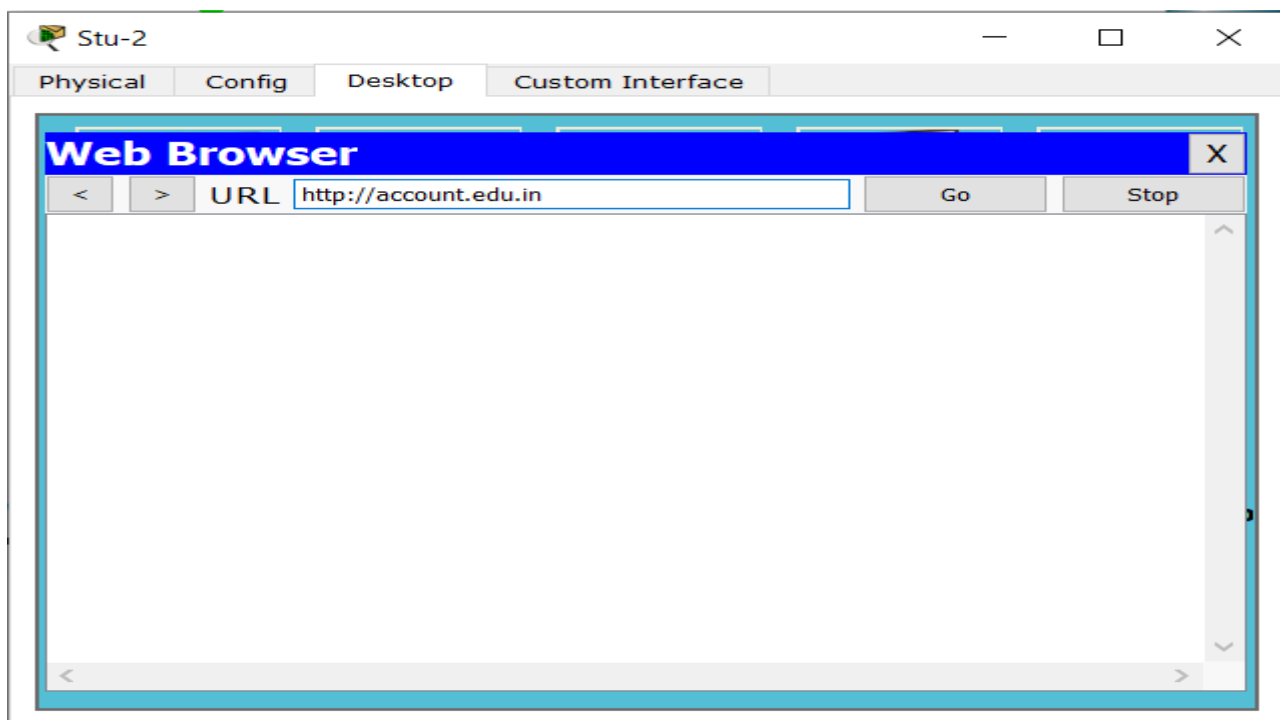 Stu-2
Physical Config Desktop Custom Interface
Web Browser X
< > URL http://account.edu.in Go Stop